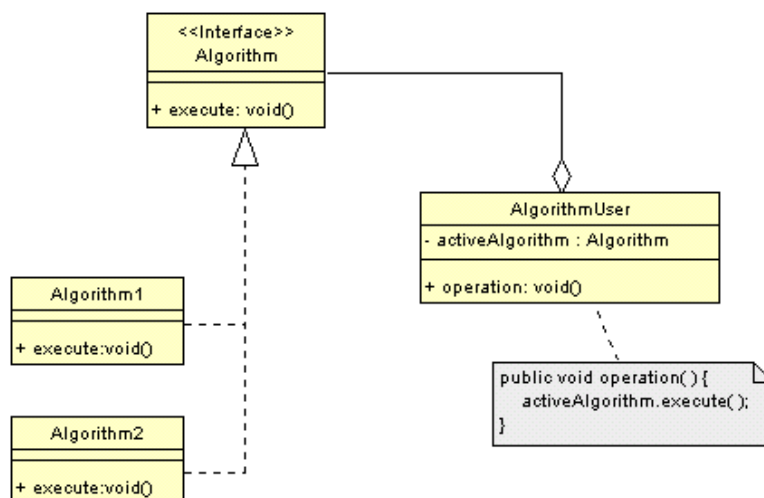 <<Interface>>
Algorithm
+ execute: void()
AlgorithmUser
- activeAlgorithm : Algorithm
+ operation: void()
Algorithm1
+ execute:void()
public void operation( ) {
activeAlgorithm.execute( );
}
Algorithm2
+ execute:void()